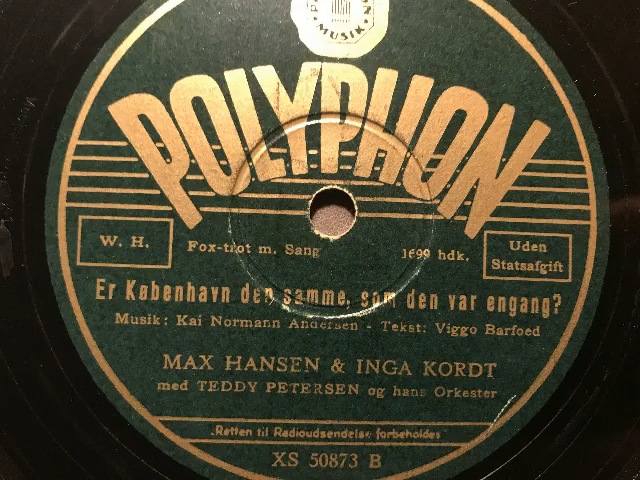 MUSIK
POLYPHON
W. H.
Fox-trot m. Sang
1699 hdk.
Uden
Statsafgift
Er København den samme, som den var engang?
Musik: Kai Normann Andersen - Tekst: Viggo Barfoed
MAX HANSEN & INGA KORDT
med TEDDY PETERSEN og hans Orkester
„Retten til Radioudsendelse forbeholdes"
XS 50873 B